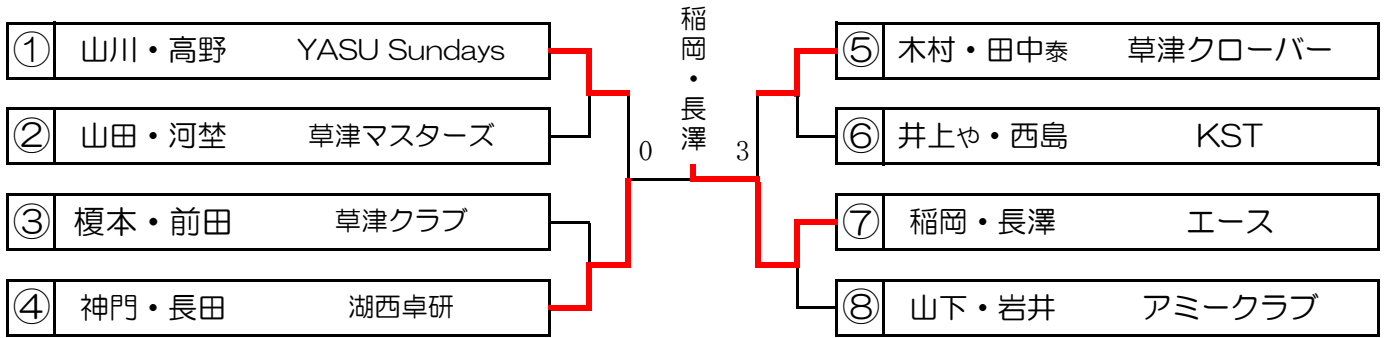 ① 山川・高野 YASU Sundays
② 山田・河埜 草津マスターズ
③ 榎本・前田 草津クラブ
④ 神門・長田 湖西卓研
稲岡・長澤
0 3
⑤ 木村・田中泰 草津クローバー
⑥ 井上や・西島 KST
⑦ 稲岡・長澤 エース
⑧ 山下・岩井 アミークラブ